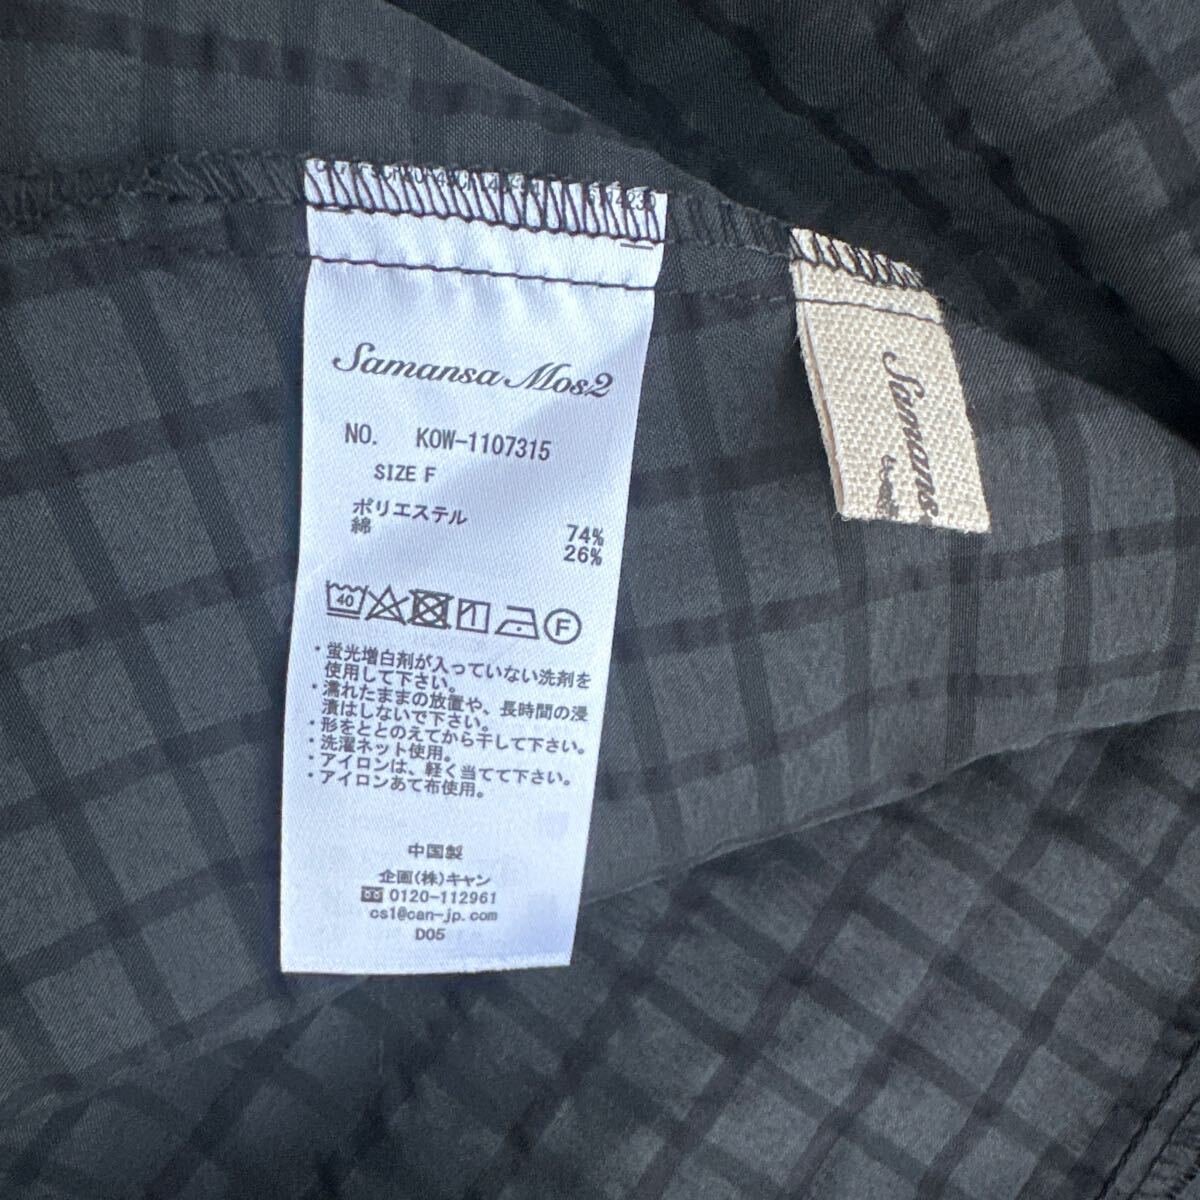 Samansa Mos2
NO. KOW-1107315
SIZE F
ポリエステル 74%
綿 26%
40
F
・蛍光増白剤が入っていない洗剤を
使用して下さい。
・濡れたままの放置や、長時間の浸
漬はしないで下さい。
・形をととのえてから干して下さい。
・洗濯ネット使用。
・アイロンは、軽く当てて下さい。
・アイロンあて布使用。
中国製
企画(株)キャン
0120-112961
cs1@can-jp.com
D05
Samans